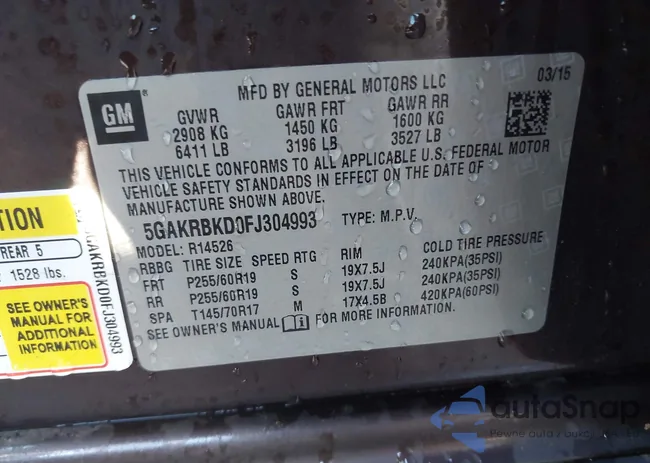 MFD BY GENERAL MOTORS LLC
03/15
GM
GVWR GAWR FRT GAWR RR
2908 KG 1450 KG 1600 KG
6411 LB 3196 LB 3527 LB
THIS VEHICLE CONFORMS TO ALL APPLICABLE U.S. FEDERAL MOTOR
VEHICLE SAFETY STANDARDS IN EFFECT ON THE DATE OF
MANUFACTURE SHOWN ABOVE.
5GAKRBKD0FJ304993 TYPE: M.P.V.
MODEL: R14526
RBBG TIRE SIZE SPEED RTG RIM COLD TIRE PRESSURE
FRT P255/60R19 S 19X7.5J 240KPA(35PSI)
RR P255/60R19 S 19X7.5J 240KPA(35PSI)
SPA T145/70R17 M 17X4.5B 420KPA(60PSI)
SEE OWNER'S MANUAL FOR MORE INFORMATION.
TION
REAR 5
1528 lbs.
SEE OWNER'S
MANUAL FOR
ADDITIONAL
INFORMATION
5GAKRBKD0FJ304993
autoSnap
Pewne auta z aukcji